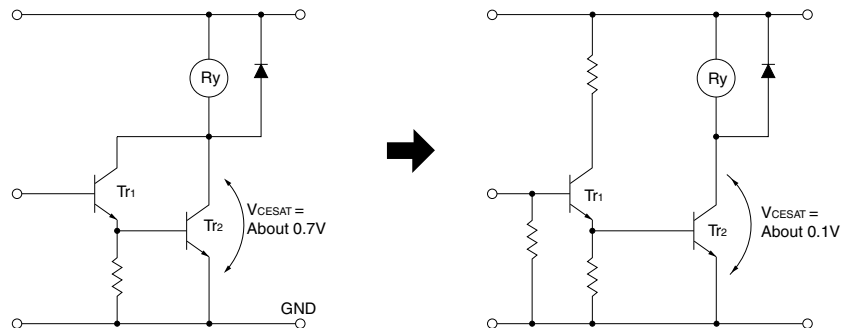 Ry
Tr1
Tr2
VCESAT =
About 0.7V
GND
Ry
Tr1
Tr2
VCESAT =
About 0.1V